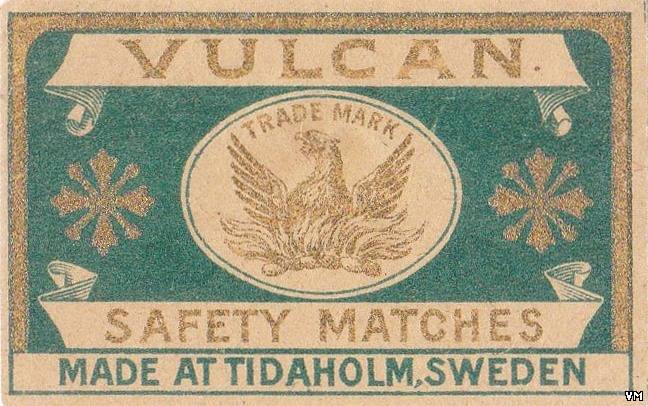 VULCAN.
TRADE MARK
SAFETY MATCHES
MADE AT TIDAHOLM, SWEDEN
VM